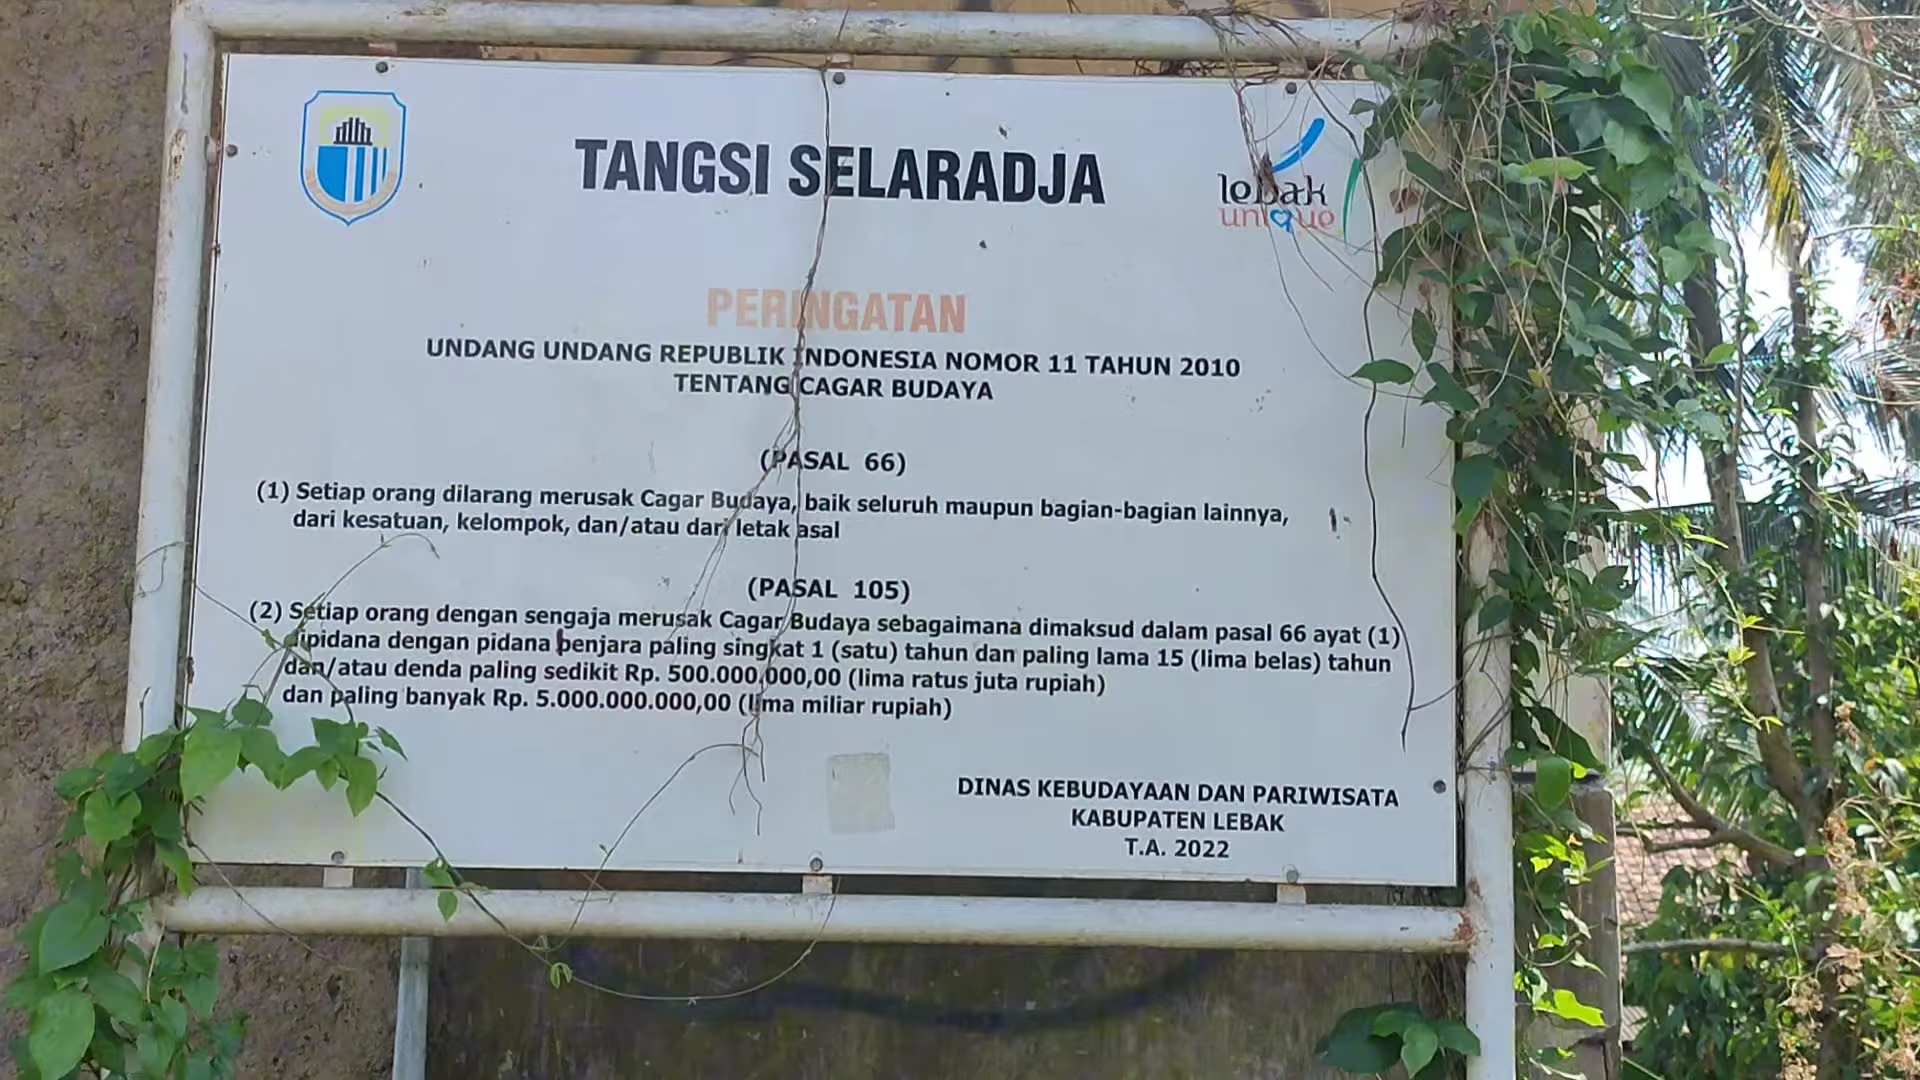 TANGSI SELARADJA
lebak
unique
PERINGATAN
UNDANG UNDANG REPUBLIK INDONESIA NOMOR 11 TAHUN 2010
TENTANG CAGAR BUDAYA
(PASAL 66)
(1) Setiap orang dilarang merusak Cagar Budaya, baik seluruh maupun bagian-bagian lainnya,
dari kesatuan, kelompok, dan/atau dari letak asal
(PASAL 105)
(2) Setiap orang dengan sengaja merusak Cagar Budaya sebagaimana dimaksud dalam pasal 66 ayat (1)
dipidana dengan pidana penjara paling singkat 1 (satu) tahun dan paling lama 15 (lima belas) tahun
dan/atau denda paling sedikit Rp. 500.000.000,00 (lima ratus juta rupiah)
dan paling banyak Rp. 5.000.000.000,00 (lima miliar rupiah)
DINAS KEBUDAYAAN DAN PARIWISATA
KABUPATEN LEBAK
T.A. 2022